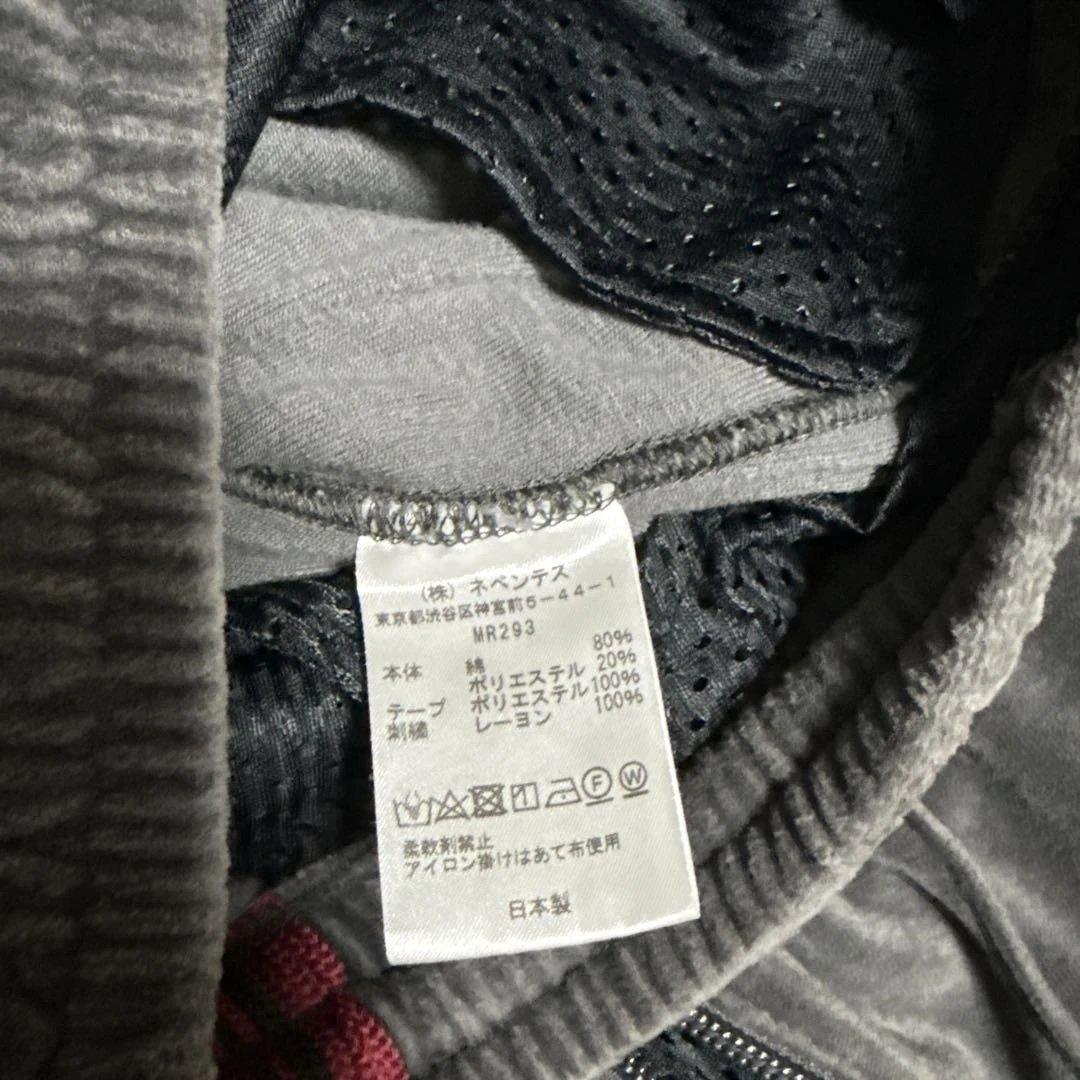 (株) ネペンテス
東京都渋谷区神宮前5-44-1
MR293
本体 綿 80%
ポリエステル 20%
テープ ポリエステル 100%
刺繍 レーヨン 100%
F W
柔軟剤禁止
アイロン掛けはあて布使用
日本製